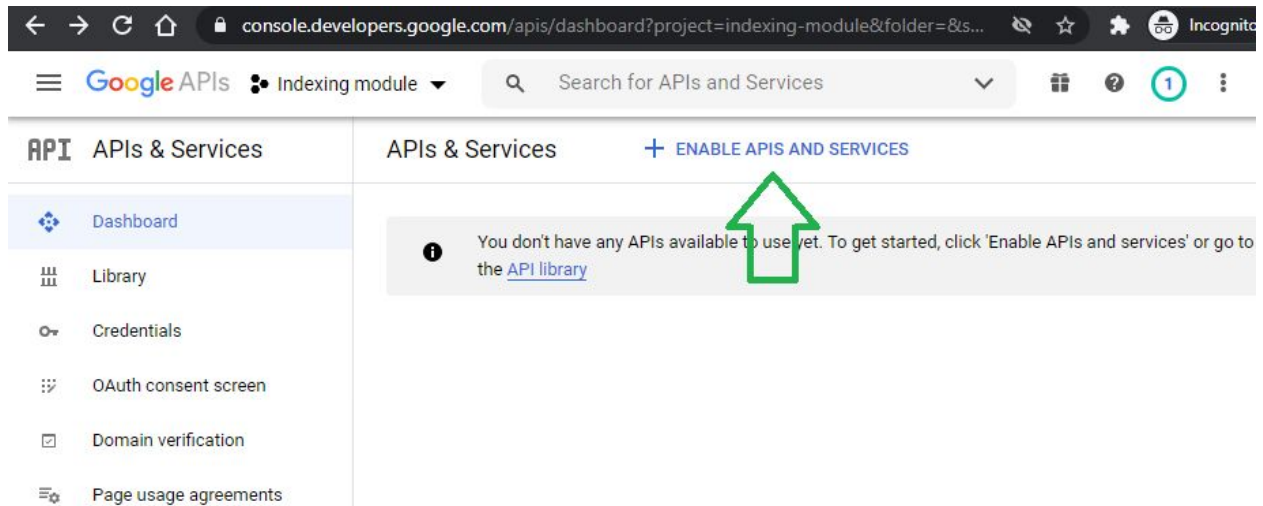 console.developers.google.com/apis/dashboard?project=indexing-module&folder=&s...
Incognito
Google APIs
Indexing module
Search for APIs and Services
1
API APIs & Services
APIs & Services
+ ENABLE APIS AND SERVICES
Dashboard
You don't have any APIs available to use yet. To get started, click 'Enable APIs and services' or go to
the API library
Library
Credentials
OAuth consent screen
Domain verification
Page usage agreements